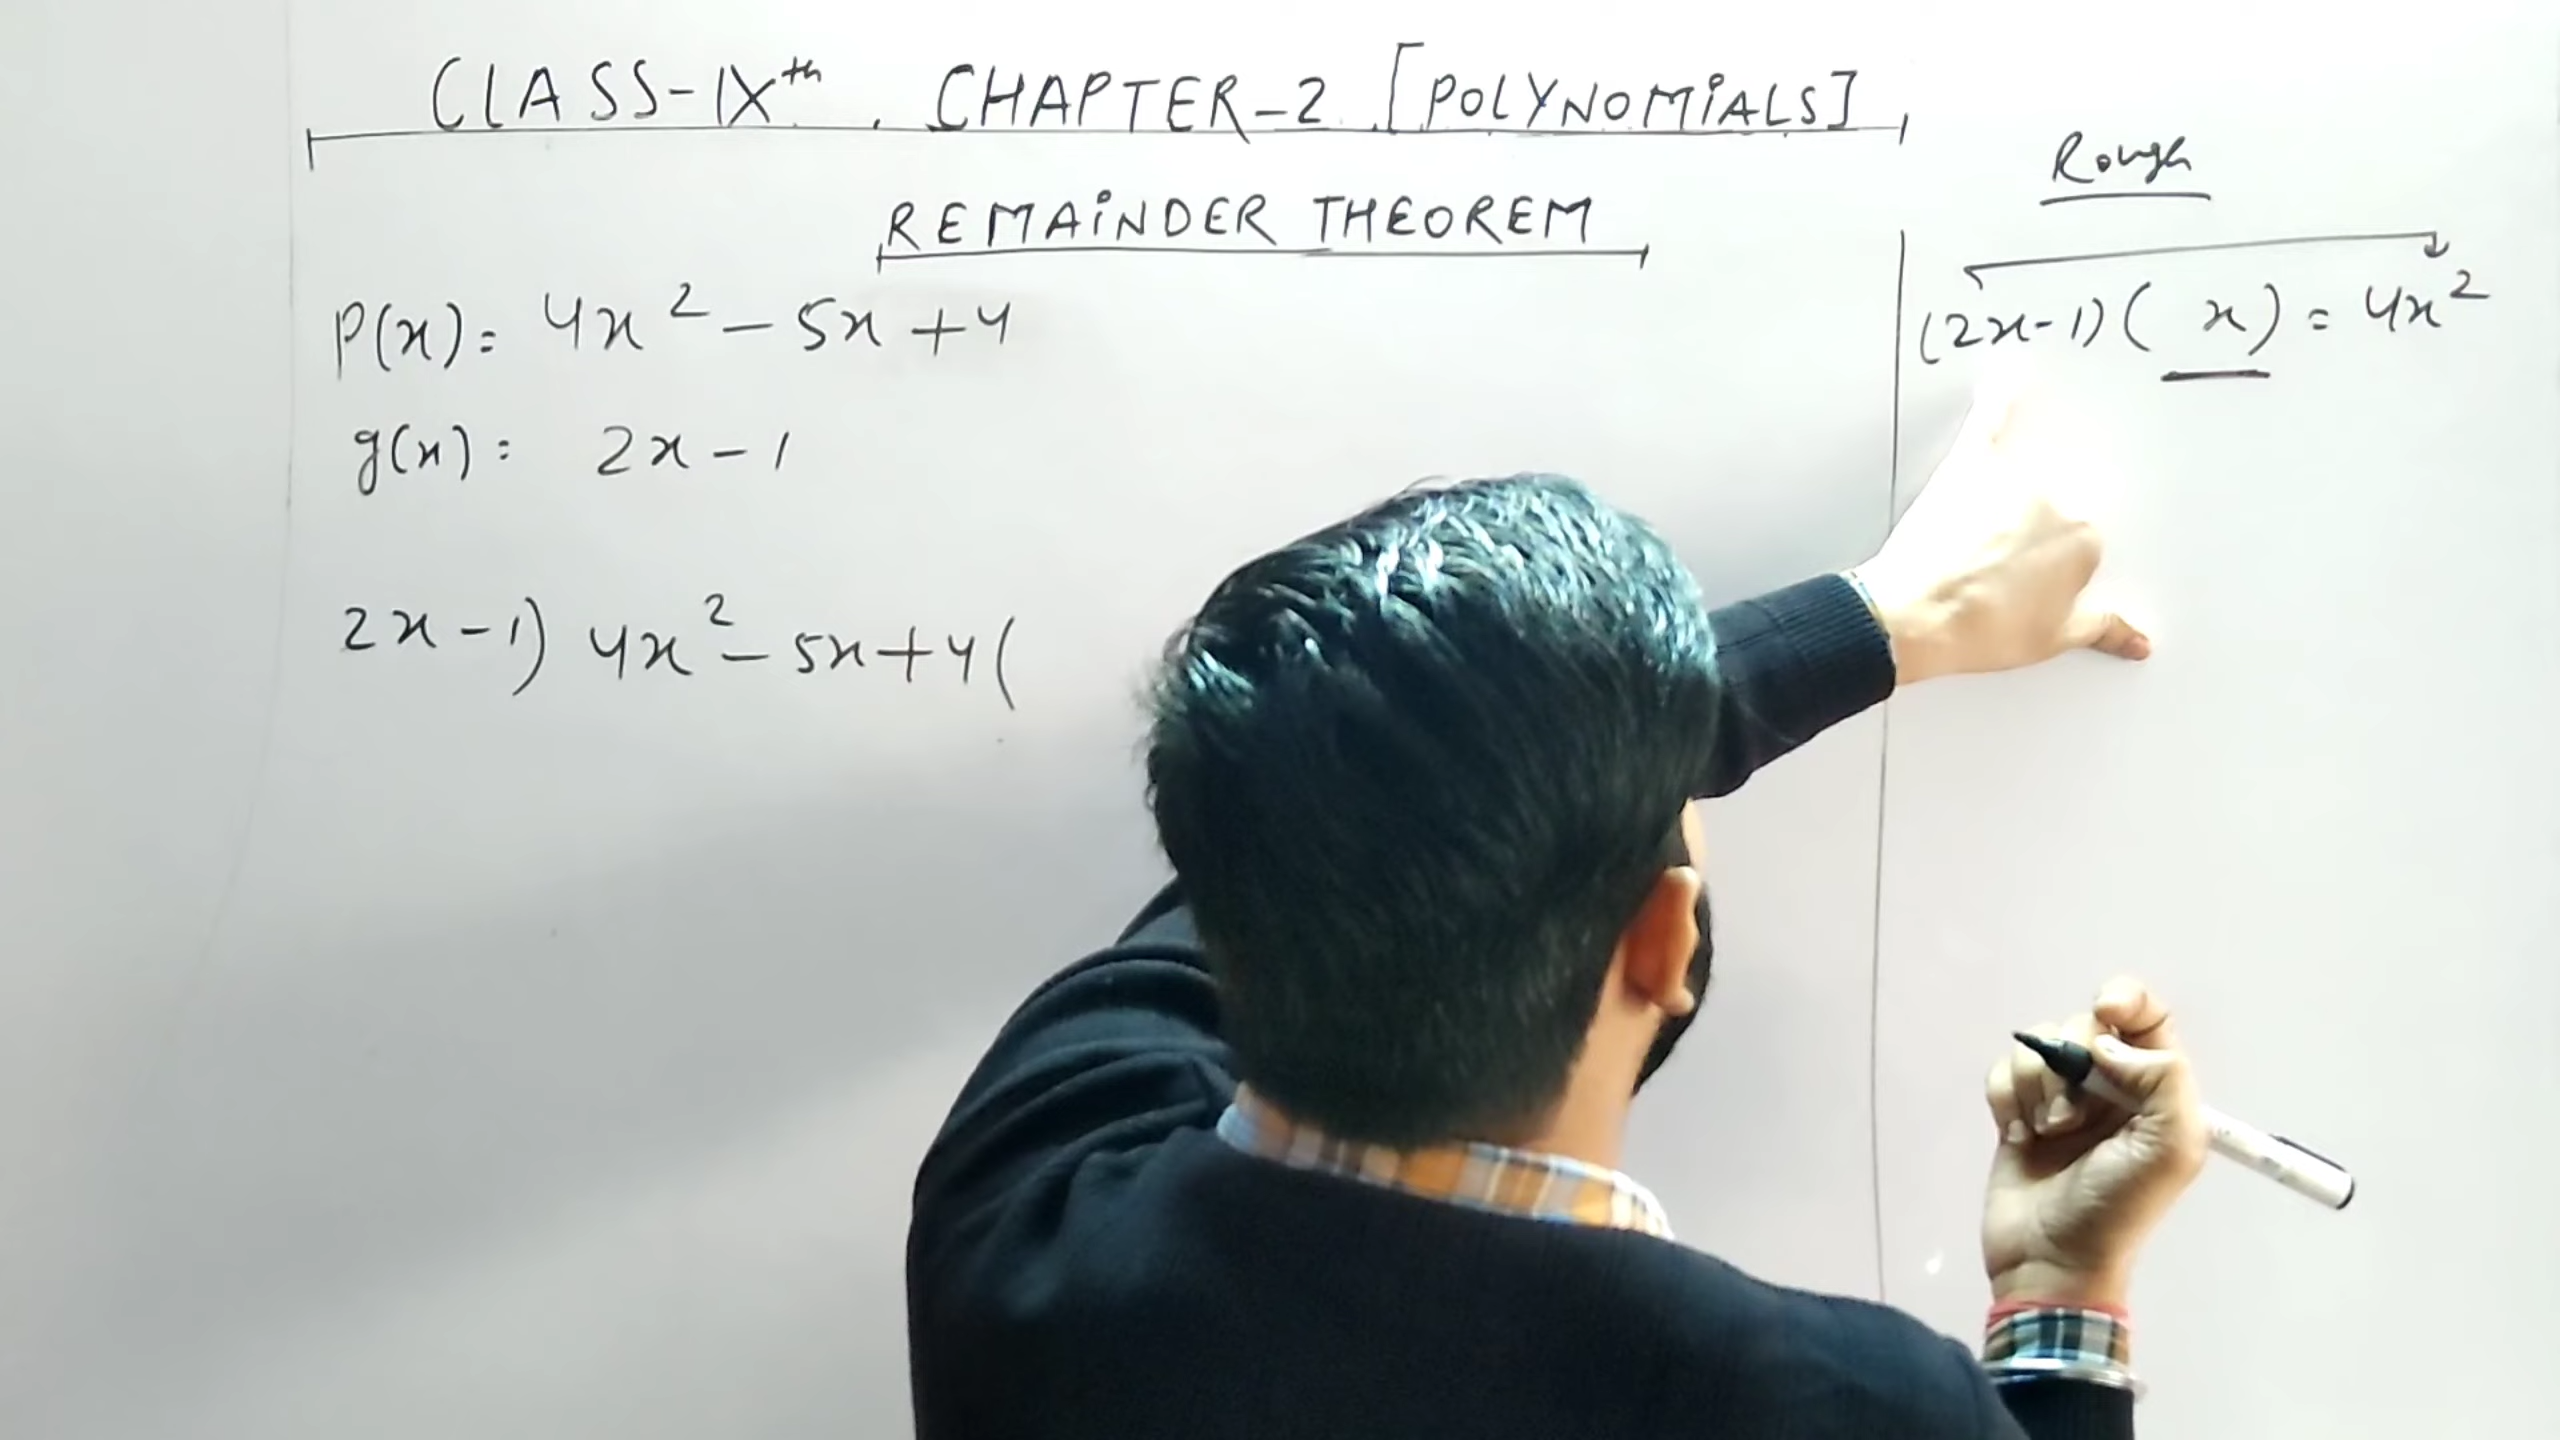 CLASS-IXth, CHAPTER-2 [POLYNOMiALS]
REMAiNDER THEOREM
P(x) = 4x² - 5x + 4
g(x) = 2x - 1
2x - 1) 4x² - 5x + 4 (
Rough
(2x-1) ( x) = 4x²